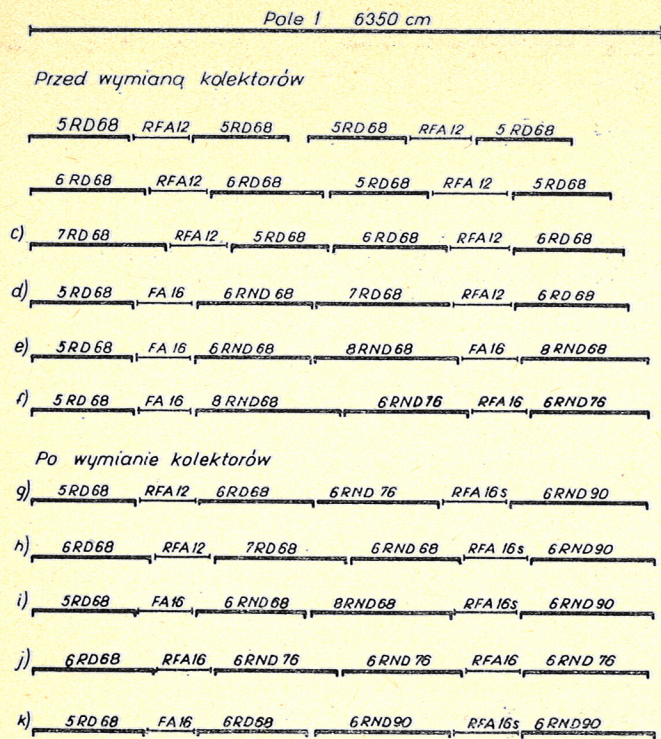 Pole 1 6350 cm
Przed wymianą kolektorów
5RD68 RFA12 5RD68 5RD68 RFA12 5RD68
6RD68 RFA12 6RD68 5RD68 RFA12 5RD68
c) 7RD68 RFA12 5RD68 6RD68 RFA12 6RD68
d) 5RD68 FA16 6RND68 7RD68 RFA12 6RD68
e) 5RD68 FA16 6RND68 8RND68 FA16 8RND68
f) 5RD68 FA16 8RND68 6RND76 RFA16 6RND76
Po wymianie kolektorów
g) 5RD68 RFA12 6RD68 6RND76 RFA16s 6RND90
h) 6RD68 RFA12 7RD68 6RND68 RFA16s 6RND90
i) 5RD68 FA16 6RND68 8RND68 RFA16s 6RND90
j) 6RD68 RFA16 6RND76 6RND76 RFA16 6RND76
k) 5RD68 FA16 6RD68 6RND90 RFA16s 6RND90